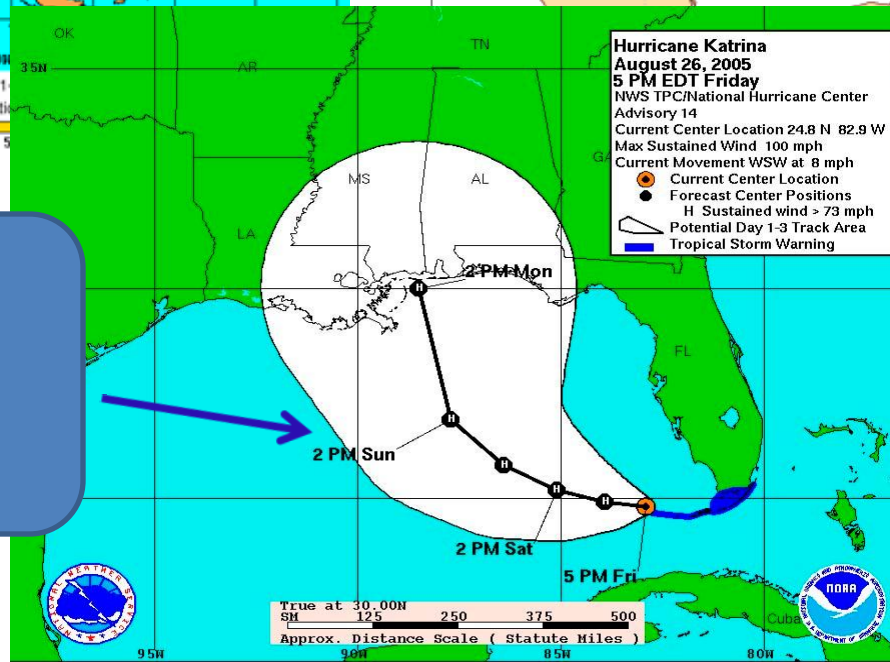 OK
TN
35N
AR
Hurricane Katrina
August 26, 2005
5 PM EDT Friday
NWS TPC/National Hurricane Center
Advisory 14
Current Center Location 24.8 N 82.9 W
Max Sustained Wind 100 mph
Current Movement WSW at 8 mph
Current Center Location
Forecast Center Positions
H Sustained wind > 73 mph
Potential Day 1-3 Track Area
Tropical Storm Warning
GA
MS
AL
LA
2 PM Mon
H
FL
H
2 PM Sun
H
H
H
2 PM Sat
5 PM Fri
NATIONAL WEATHER SERVICE
NOAA
True at 30.00N
SM 125 250 375 500
Approx. Distance Scale ( Statute Miles )
Cuba
95W
90W
85W
80W